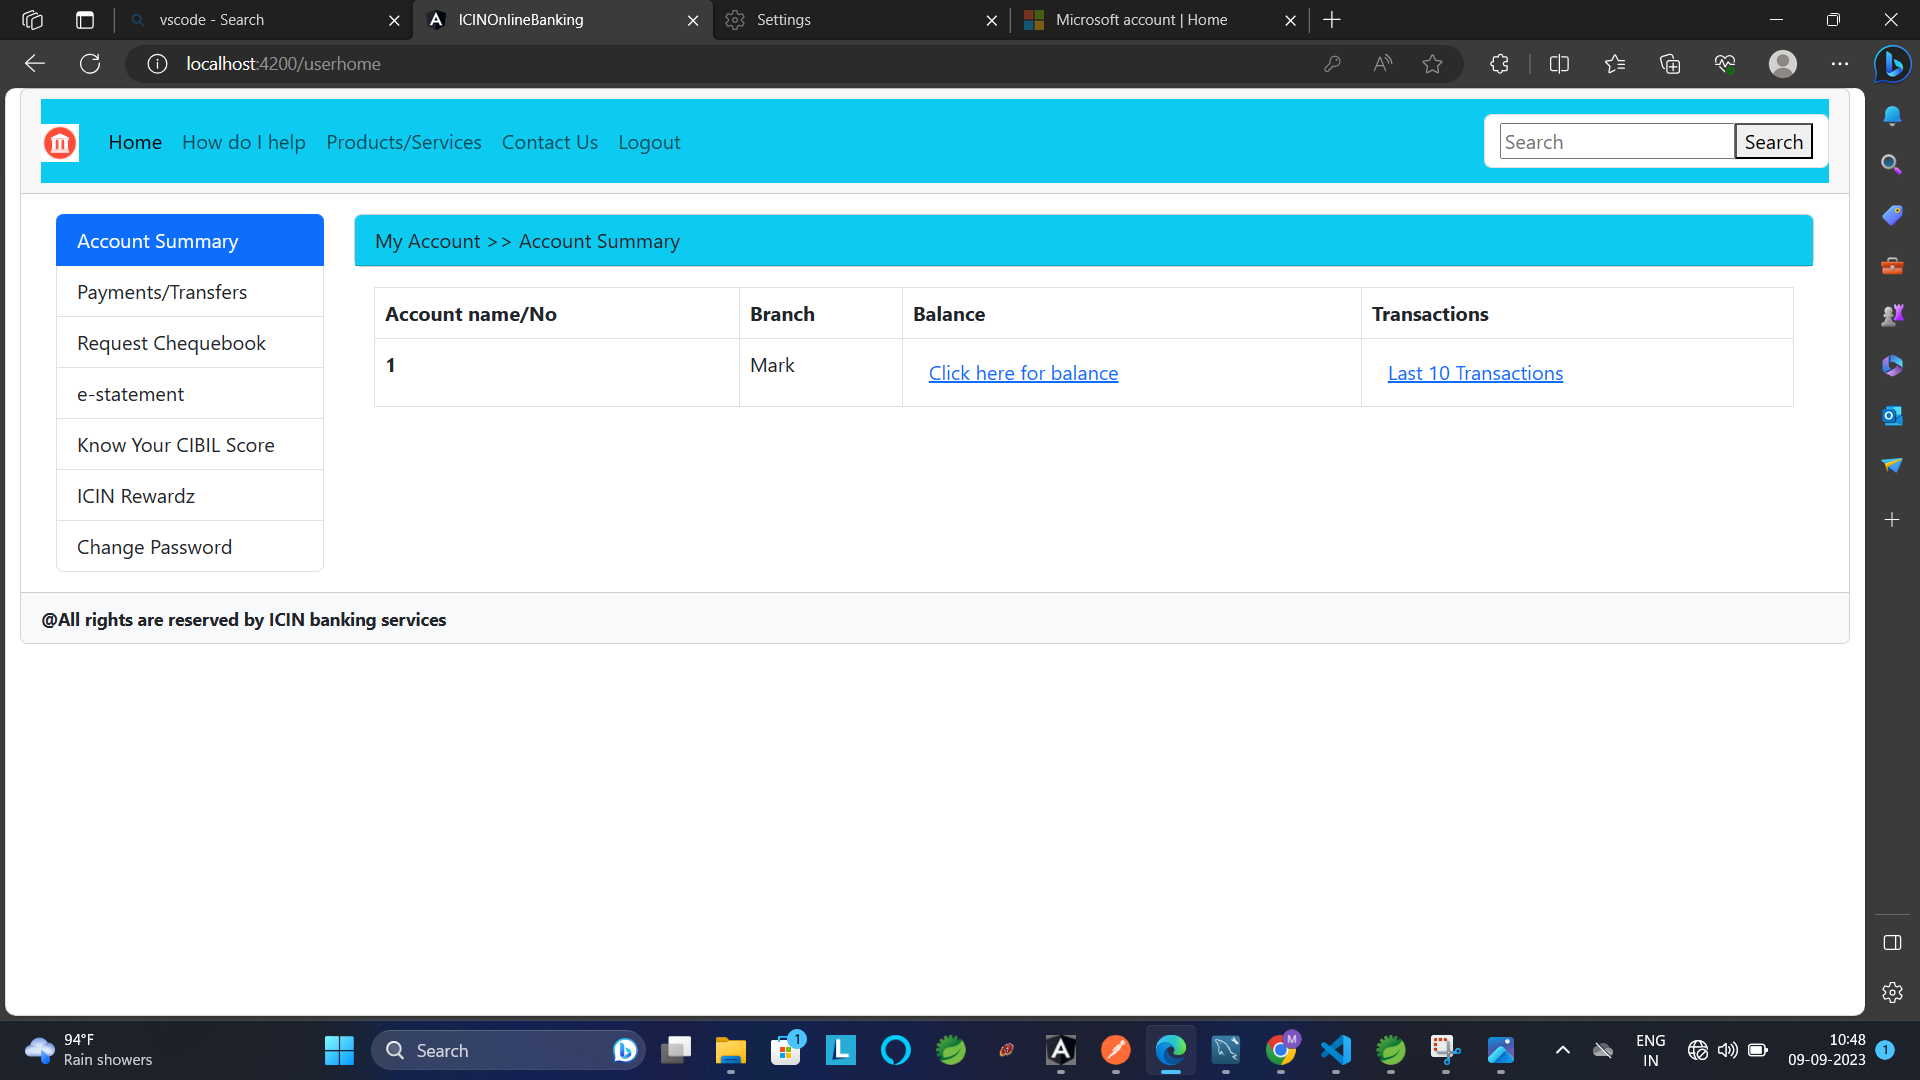 vscode - Search
ICINOnlineBanking
Settings
Microsoft account | Home
localhost:4200/userhome
Home How do I help Products/Services Contact Us Logout
Search Search
Account Summary
Payments/Transfers
Request Chequebook
e-statement
Know Your CIBIL Score
ICIN Rewardz
Change Password
My Account >> Account Summary
Account name/No Branch Balance Transactions
1 Mark Click here for balance Last 10 Transactions
@All rights are reserved by ICIN banking services
94°F
Rain showers
Search
1
M
ENG
IN
10:48
09-09-2023
1